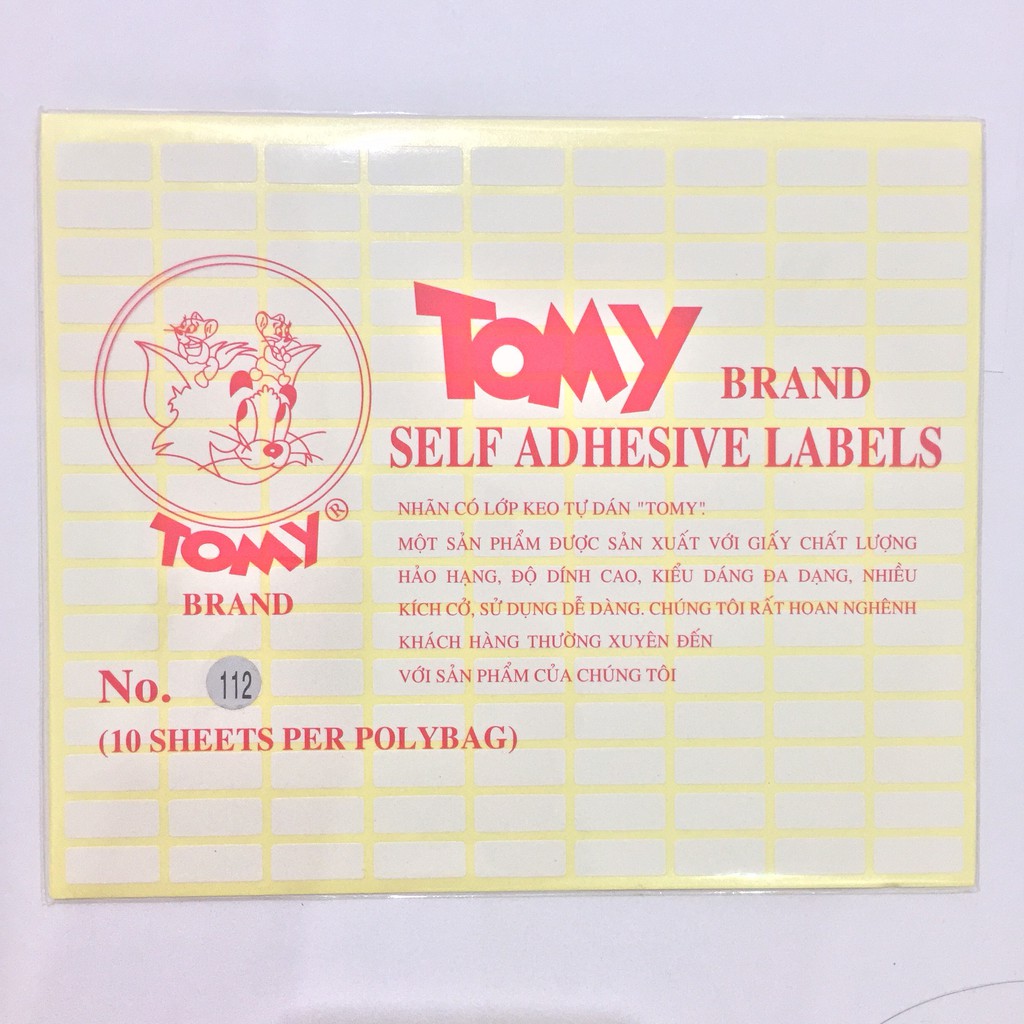 TOMY BRAND
SELF ADHESIVE LABELS
NHÃN CÓ LỚP KEO TỰ DÁN "TOMY".
MỘT SẢN PHẨM ĐƯỢC SẢN XUẤT VỚI GIẤY CHẤT LƯỢNG
HẢO HẠNG, ĐỘ DÍNH CAO, KIỂU DÁNG ĐA DẠNG, NHIỀU
KÍCH CỞ, SỬ DỤNG DỄ DÀNG. CHÚNG TÔI RẤT HOAN NGHÊNH
KHÁCH HÀNG THƯỜNG XUYÊN ĐẾN
VỚI SẢN PHẨM CỦA CHÚNG TÔI
TOMY®
BRAND
No. 112
(10 SHEETS PER POLYBAG)